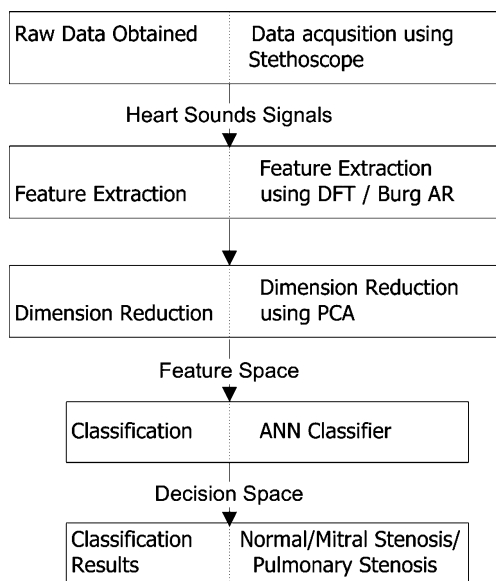 Raw Data Obtained
Data acqusition using
Stethoscope
Heart Sounds Signals
Feature Extraction
Feature Extraction
using DFT / Burg AR
Dimension Reduction
Dimension Reduction
using PCA
Feature Space
Classification
ANN Classifier
Decision Space
Classification
Results
Normal/Mitral Stenosis/
Pulmonary Stenosis